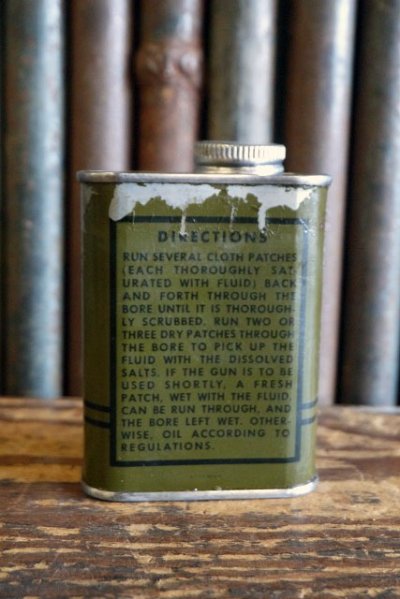 DIRECTIONS
RUN SEVERAL CLOTH PATCHES
(EACH THOROUGHLY SAT-
URATED WITH FLUID) BACK
AND FORTH THROUGH THE
BORE UNTIL IT IS THOROUGH-
LY SCRUBBED. RUN TWO OR
THREE DRY PATCHES THROUGH
THE BORE TO PICK UP THE
FLUID WITH THE DISSOLVED
SALTS. IF THE GUN IS TO BE
USED SHORTLY, A FRESH
PATCH, WET WITH THE FLUID,
CAN BE RUN THROUGH, AND
THE BORE LEFT WET. OTHER-
WISE, OIL ACCORDING TO
REGULATIONS.